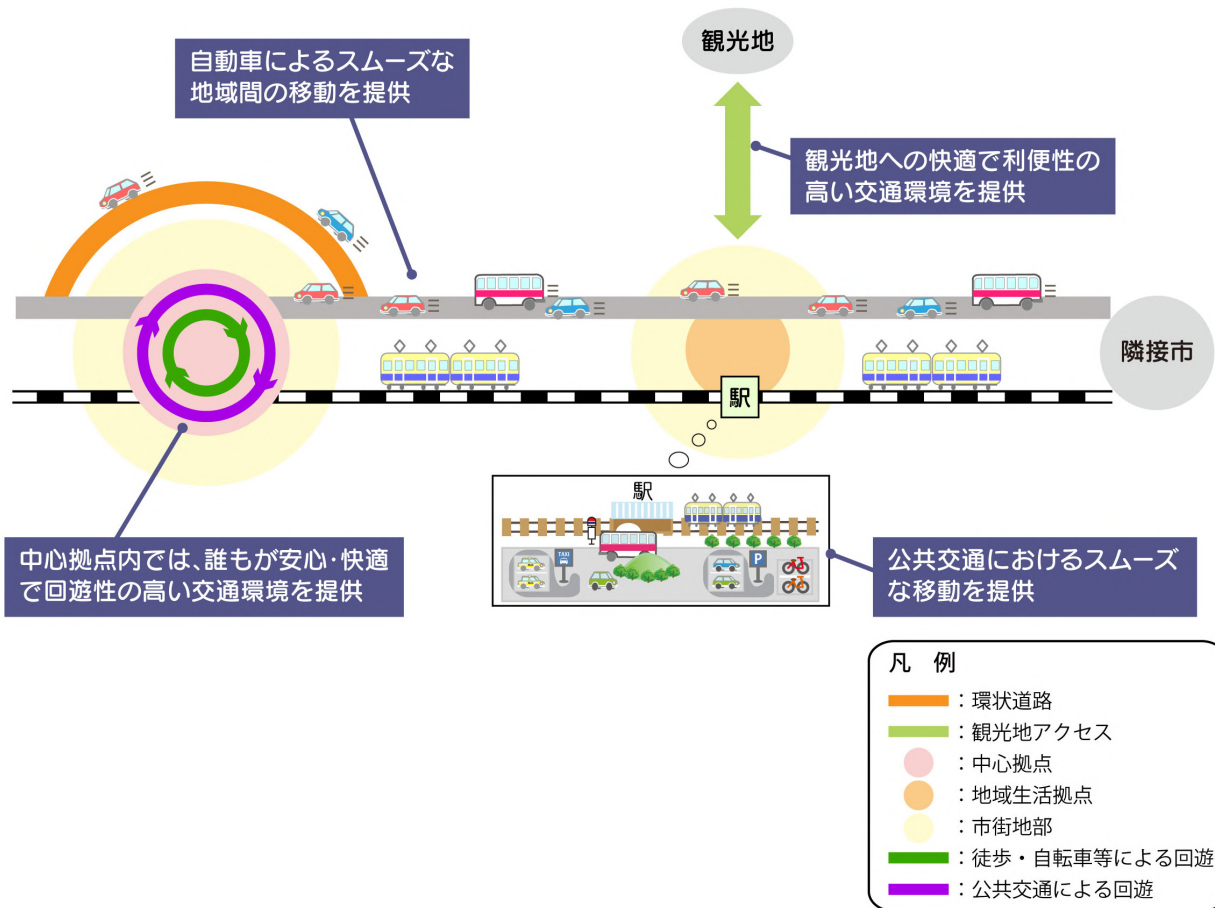 観光地
自動車によるスムーズな
地域間の移動を提供
観光地への快適で利便性の
高い交通環境を提供
隣接市
駅
駅
TAXI
P
中心拠点内では、誰もが安心・快適
で回遊性の高い交通環境を提供
公共交通におけるスムーズ
な移動を提供
凡 例
：環状道路
：観光地アクセス
：中心拠点
：地域生活拠点
：市街地部
：徒歩・自転車等による回遊
：公共交通による回遊